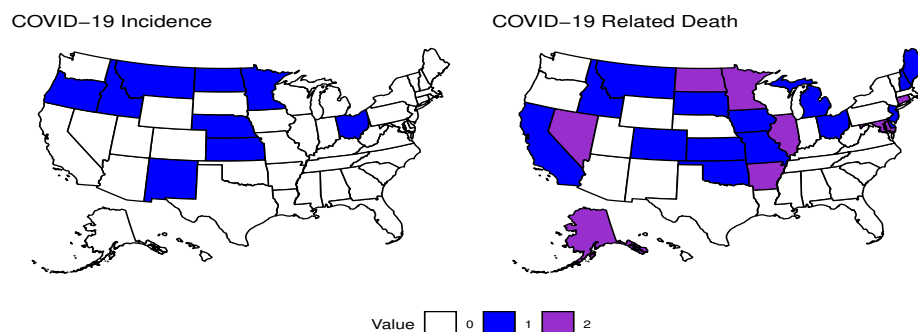 COVID−19 Incidence
COVID−19 Related Death
Value 0 1 2